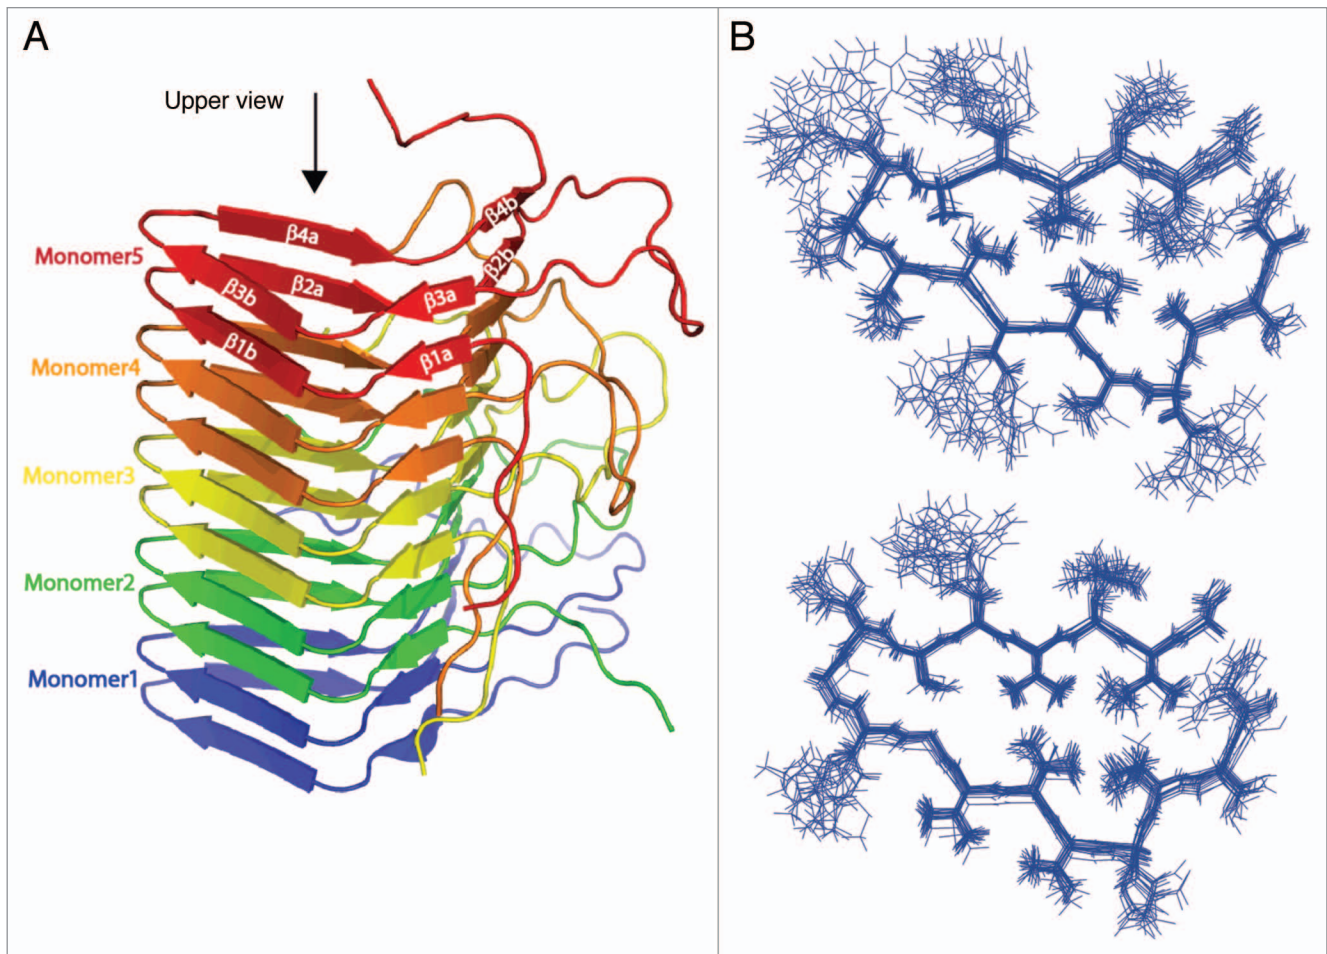 A
B
Upper view
β4b
β4a
Monomer5
β2b
β2a
β3a
β3b
β1b
β1a
Monomer4
Monomer3
Monomer2
Monomer1